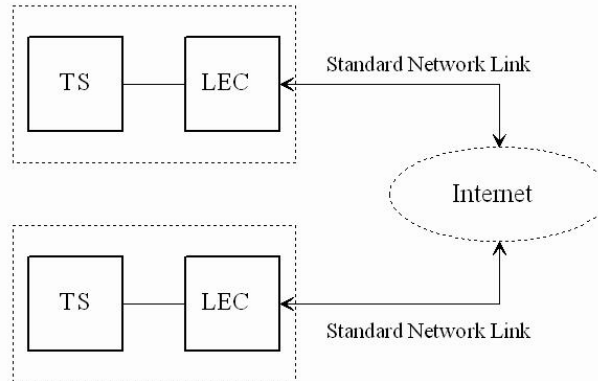 TS
LEC
Standard Network Link
Internet
TS
LEC
Standard Network Link